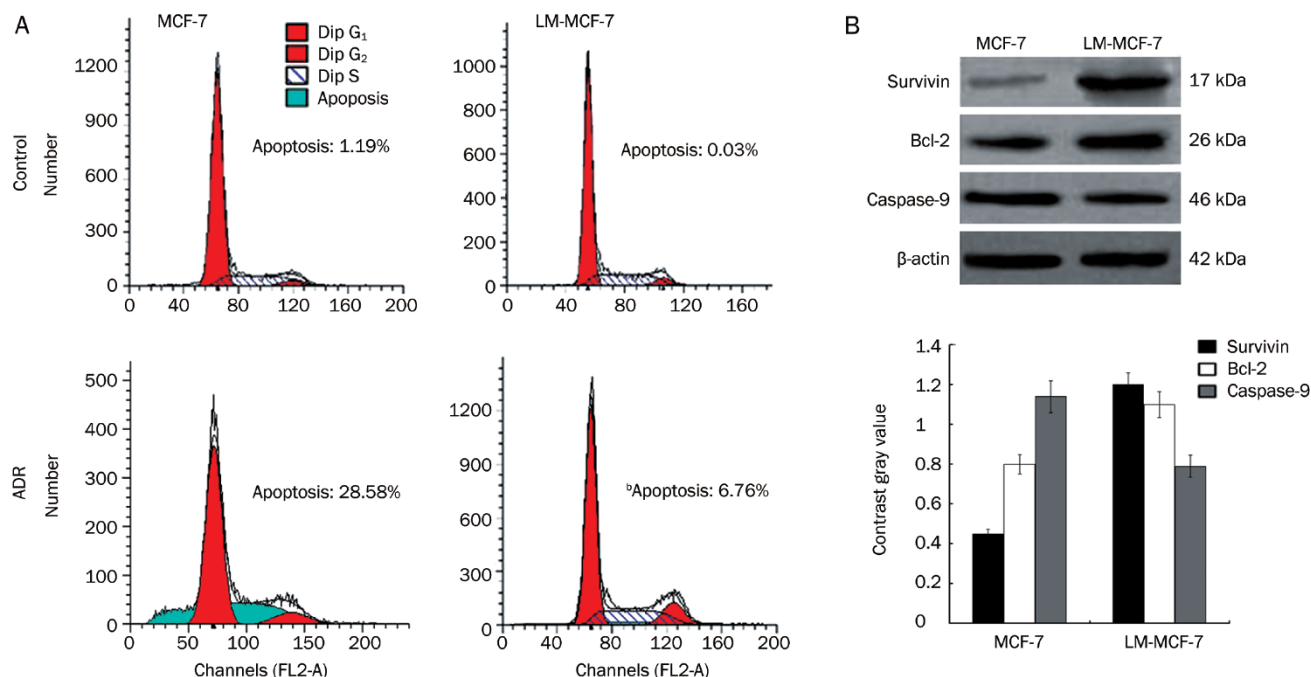 A
MCF-7
LM-MCF-7
Dip G₁
Dip G₂
Dip S
Apoposis
Control
Number
1200
900
600
300
0
Apoptosis: 1.19%
0 40 80 120 160 200
1000
800
600
400
200
0
Apoptosis: 0.03%
0 40 80 120 160
ADR
Number
500
400
300
200
100
0
Apoptosis: 28.58%
0 50 100 150 200
Channels (FL2-A)
1200
900
600
300
0
ᵇApoptosis: 6.76%
0 40 80 120 160 200
Channels (FL2-A)
B
MCF-7 LM-MCF-7
Survivin 17 kDa
Bcl-2 26 kDa
Caspase-9 46 kDa
β-actin 42 kDa
Contrast gray value
1.4
1.2
1.0
0.8
0.6
0.4
0.2
0
Survivin
Bcl-2
Caspase-9
MCF-7 LM-MCF-7